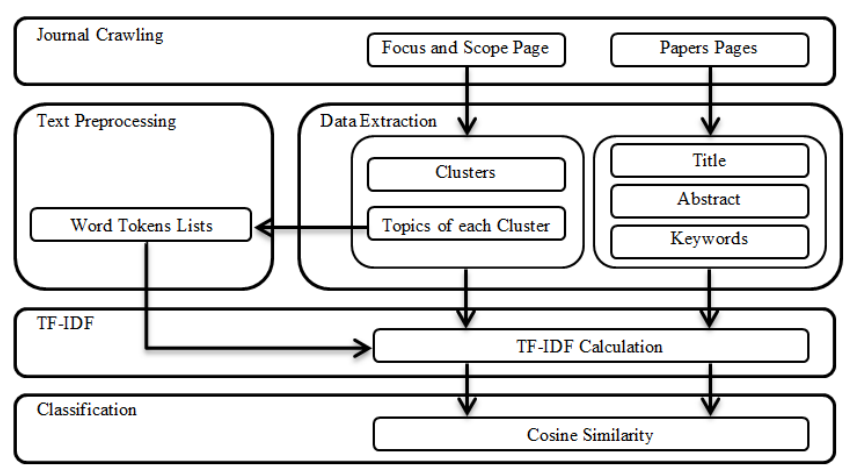 Journal Crawling
Focus and Scope Page
Papers Pages
Text Preprocessing
Data Extraction
Clusters
Title
Abstract
Word Tokens Lists
Topics of each Cluster
Keywords
TF-IDF
TF-IDF Calculation
Classification
Cosine Similarity